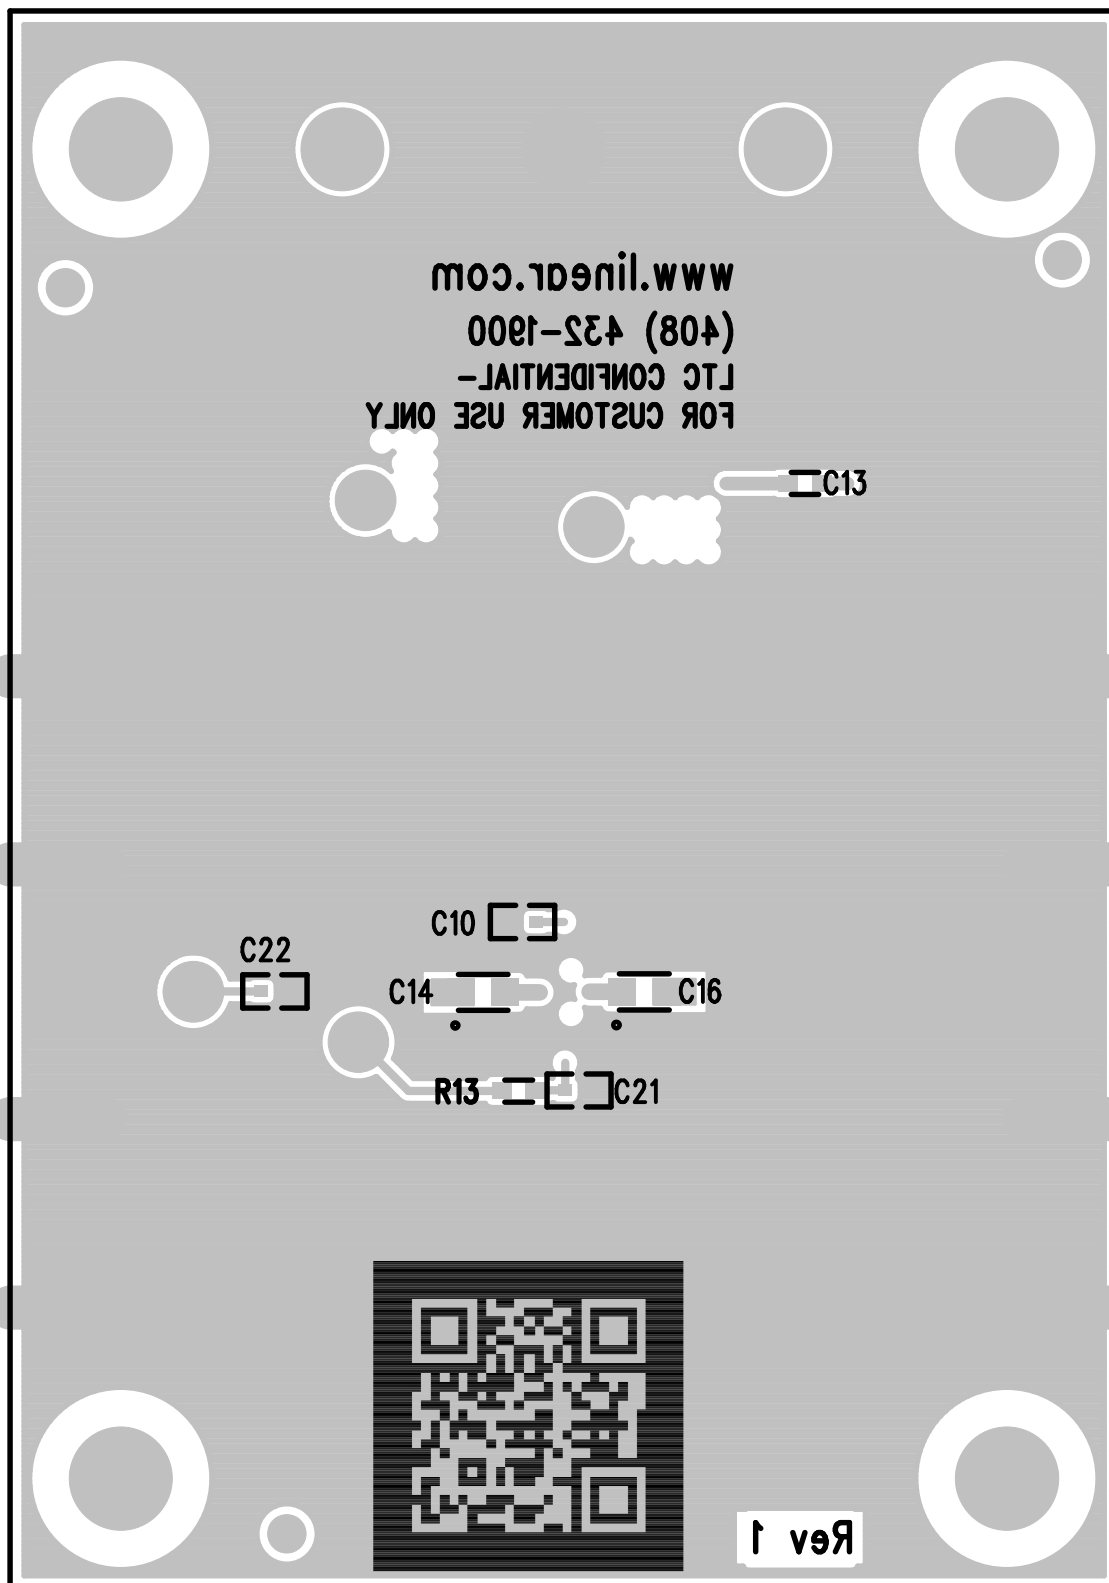 www.linear.com
(408) 432-1900
LTC CONFIDENTIAL-
FOR CUSTOMER USE ONLY
C13
C10
C22
C14
C16
R13
C21
Rev 1